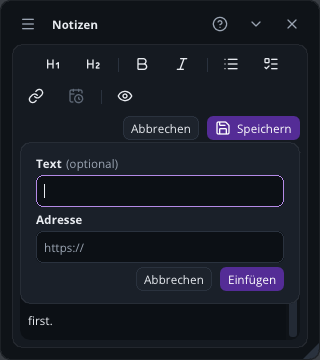 Notizen
H1 H2 B I
Abbrechen Speichern
Text (optional)
Adresse
https://
Abbrechen Einfügen
first.